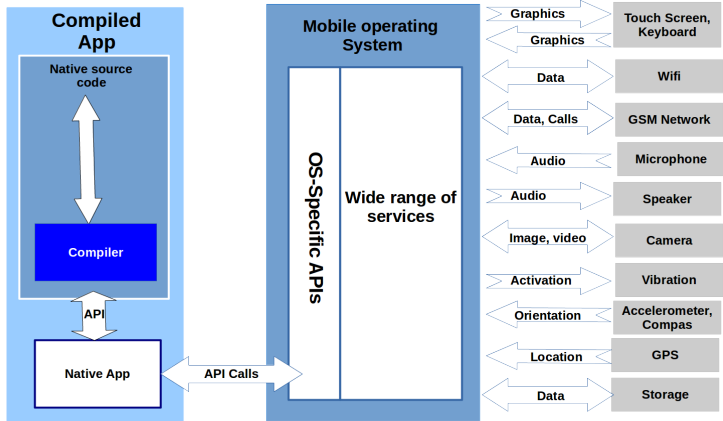 Compiled
App
Native source
code
Compiler
API
Native App
API Calls
Mobile operating
System
OS-Specific APIs
Wide range of
services
Graphics
Graphics
Touch Screen,
Keyboard
Data
Wifi
Data, Calls
GSM Network
Audio
Microphone
Audio
Speaker
Image, video
Camera
Activation
Vibration
Orientation
Accelerometer,
Compas
Location
GPS
Data
Storage